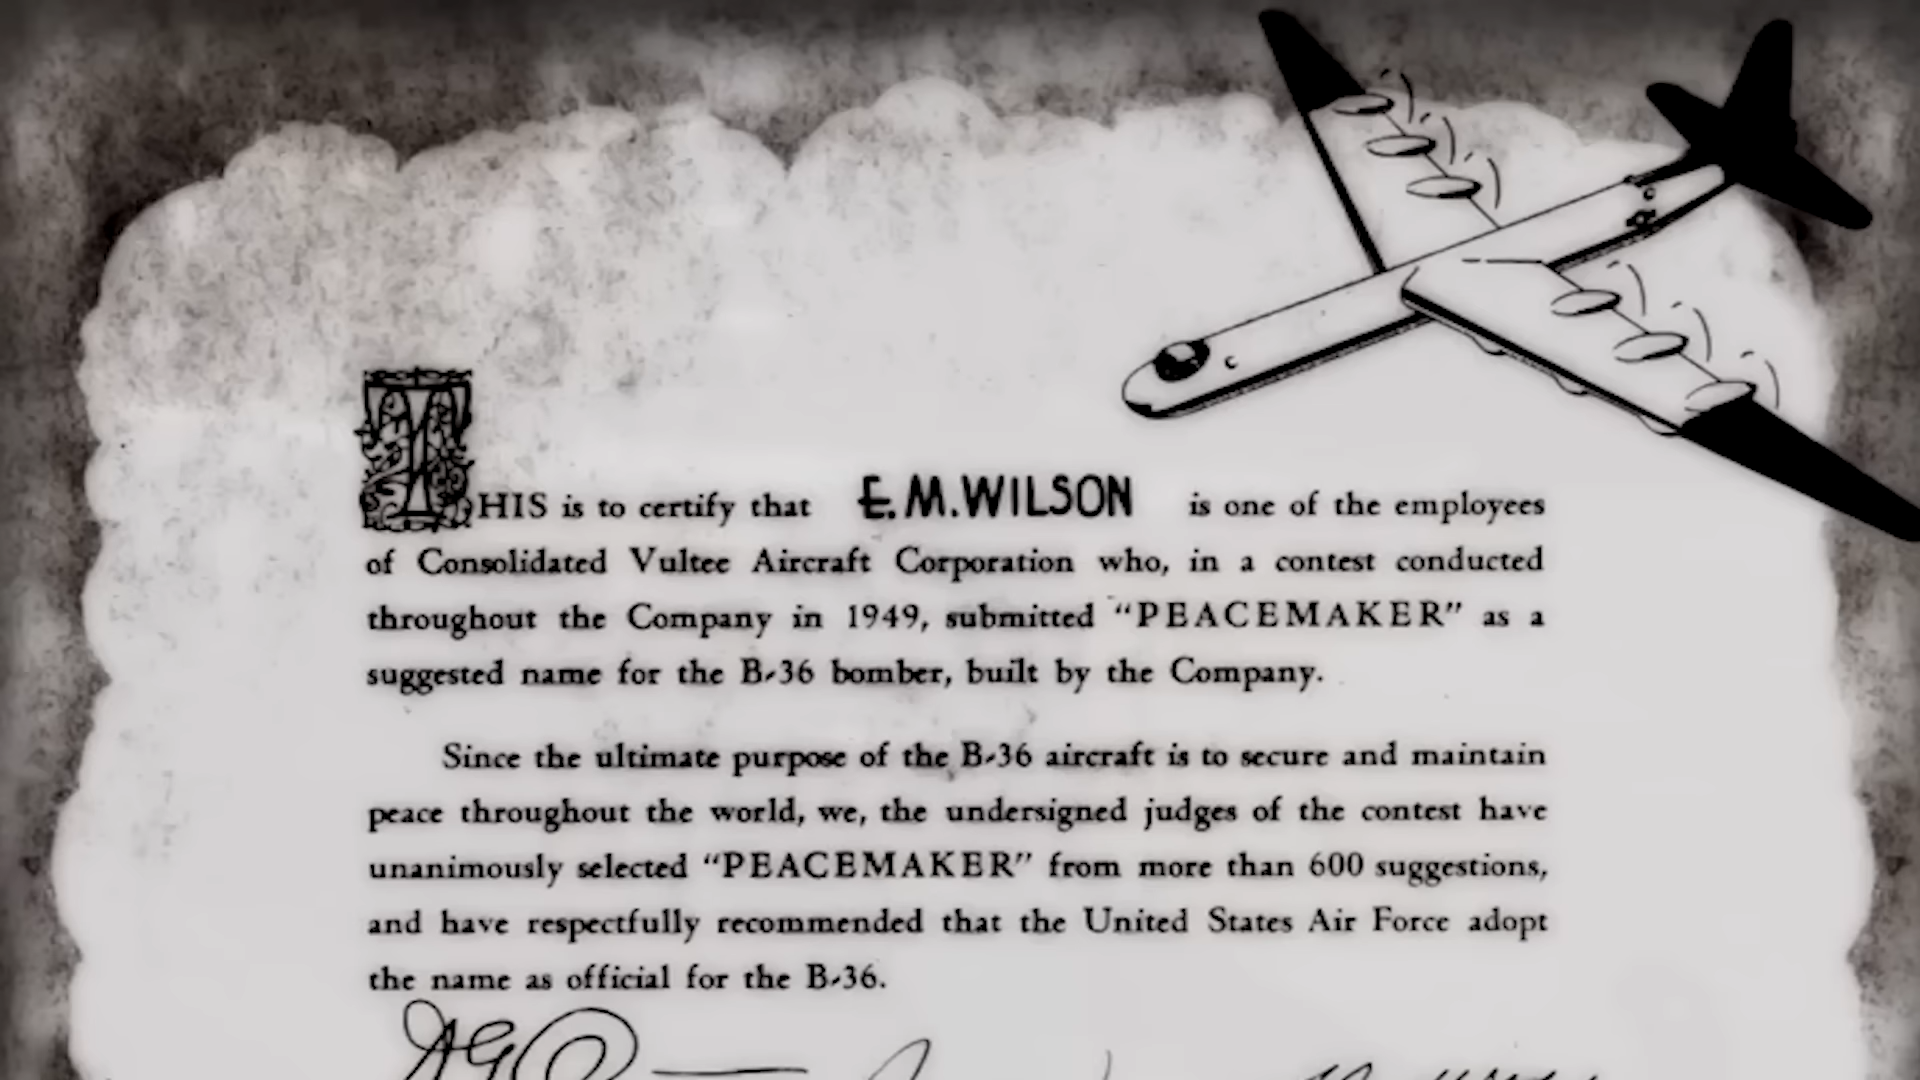 THIS is to certify that E.M.WILSON is one of the employees
of Consolidated Vultee Aircraft Corporation who, in a contest conducted
throughout the Company in 1949, submitted “PEACEMAKER” as a
suggested name for the B-36 bomber, built by the Company.
Since the ultimate purpose of the B-36 aircraft is to secure and maintain
peace throughout the world, we, the undersigned judges of the contest have
unanimously selected “PEACEMAKER” from more than 600 suggestions,
and have respectfully recommended that the United States Air Force adopt
the name as official for the B-36.